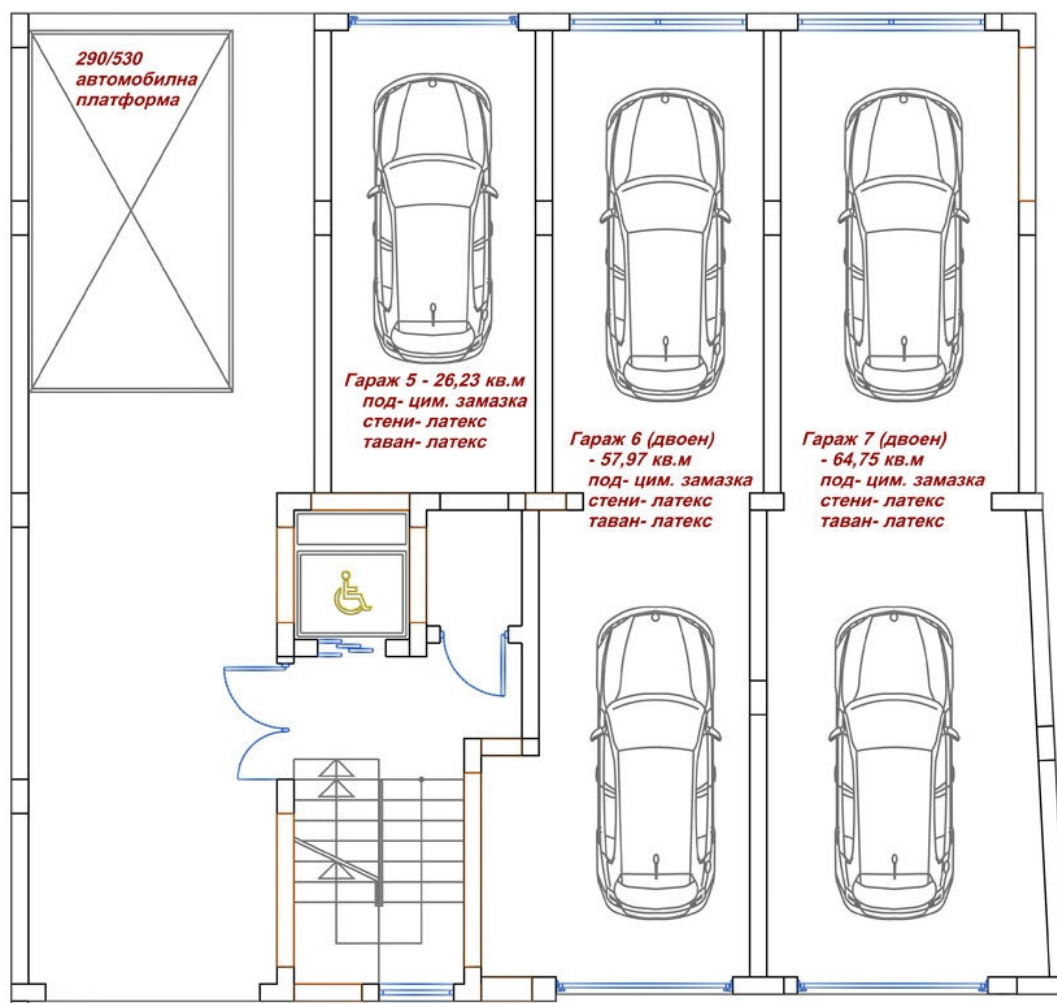 290/530
автомобилна
платформа
Гараж 5 - 26,23 кв.м
под- цим. замазка
стени- латекс
таван- латекс
Гараж 6 (двоен)
- 57,97 кв.м
под- цим. замазка
стени- латекс
таван- латекс
Гараж 7 (двоен)
- 64,75 кв.м
под- цим. замазка
стени- латекс
таван- латекс